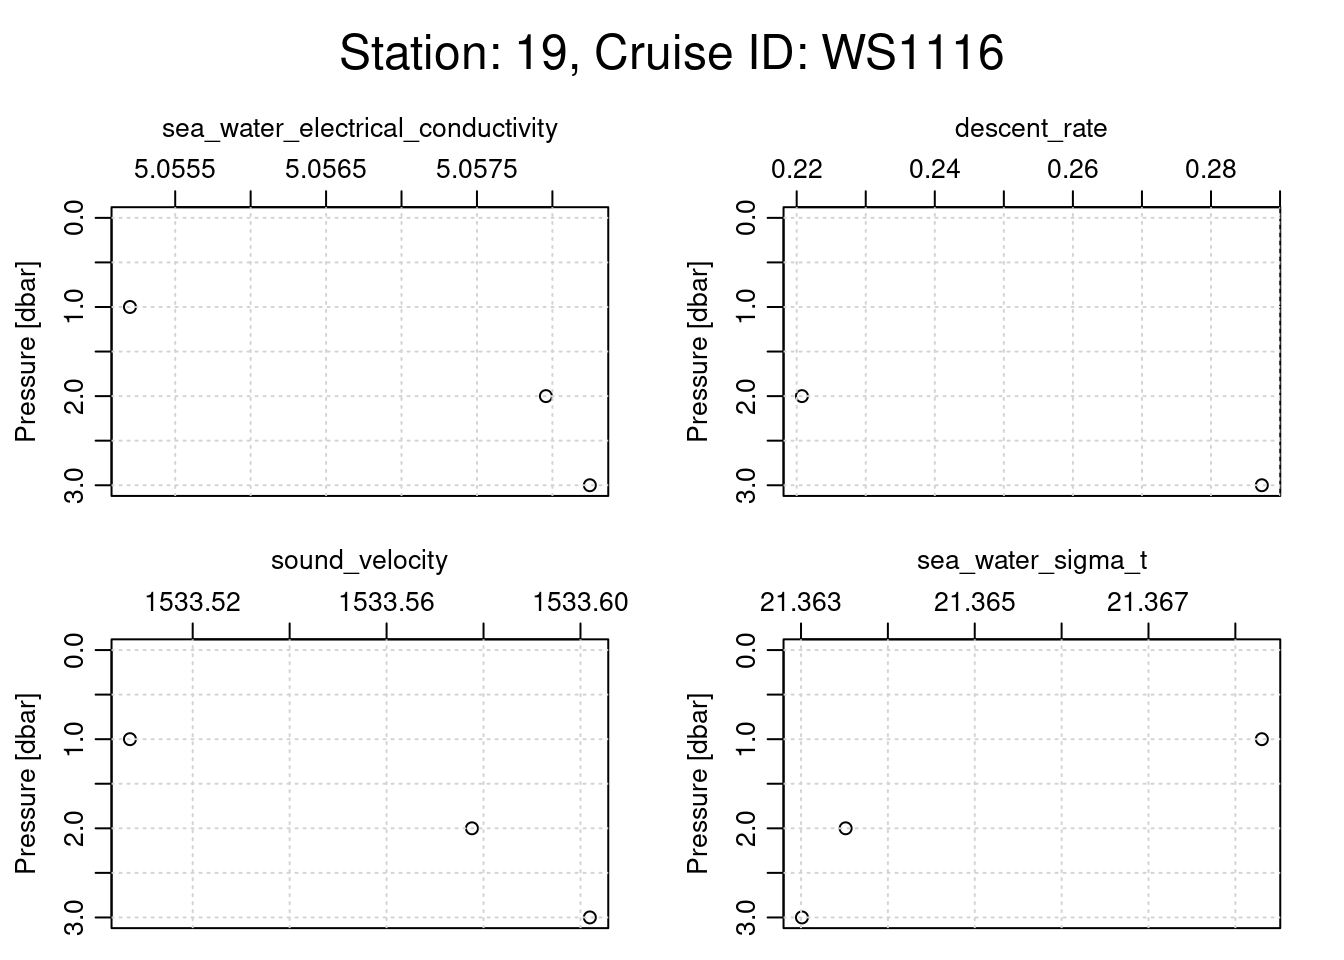 Station: 19, Cruise ID: WS1116
sea_water_electrical_conductivity
5.0555 5.0565 5.0575
Pressure [dbar]
0.0
1.0
2.0
3.0
descent_rate
0.22 0.24 0.26 0.28
Pressure [dbar]
0.0
1.0
2.0
3.0
sound_velocity
1533.52 1533.56 1533.60
Pressure [dbar]
0.0
1.0
2.0
3.0
sea_water_sigma_t
21.363 21.365 21.367
Pressure [dbar]
0.0
1.0
2.0
3.0